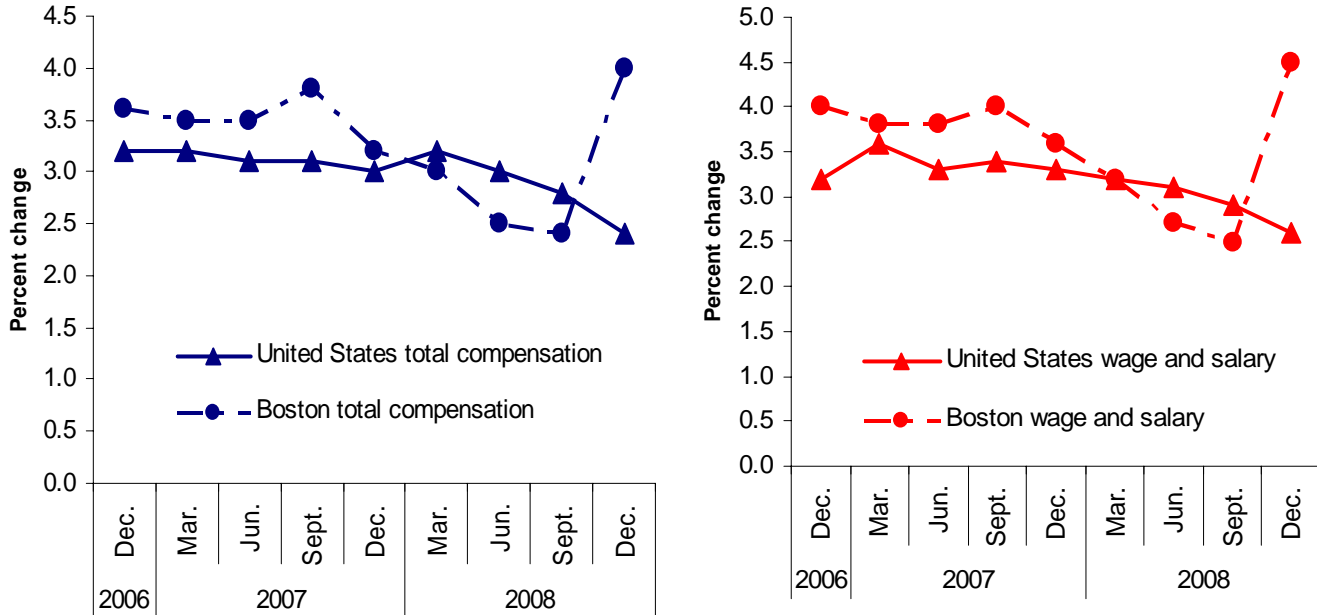 Percent change
4.5
4.0
3.5
3.0
2.5
2.0
1.5
1.0
0.5
0.0
United States total compensation
Boston total compensation
Dec. Mar. Jun. Sept. Dec. Mar. Jun. Sept. Dec.
2006 2007 2008
Percent change
5.0
4.5
4.0
3.5
3.0
2.5
2.0
1.5
1.0
0.5
0.0
United States wage and salary
Boston wage and salary
Dec. Mar. Jun. Sept. Dec. Mar. Jun. Sept. Dec.
2006 2007 2008